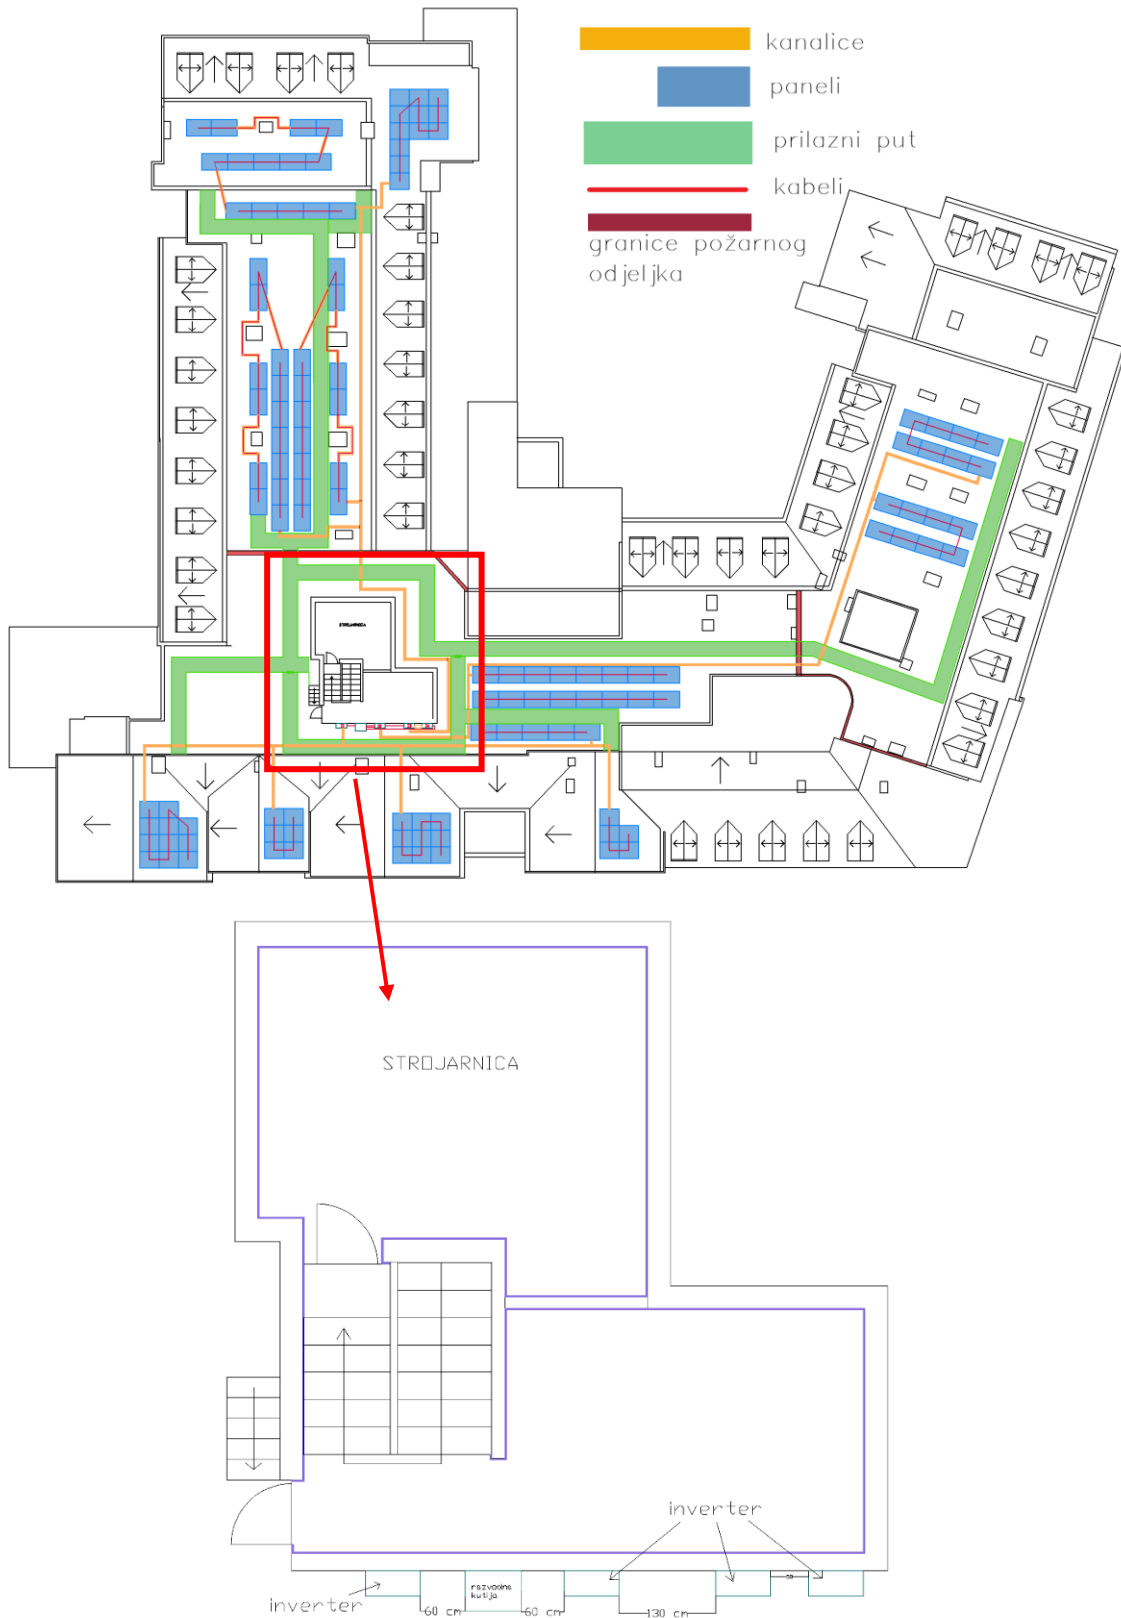 kanalice
paneli
prilazni put
kabeli
granice požarnog
odjeljka
STROJARNICA
STROJARNICA
inverter
razvodna
kutija
inverter
60 cm
60 cm
130 cm